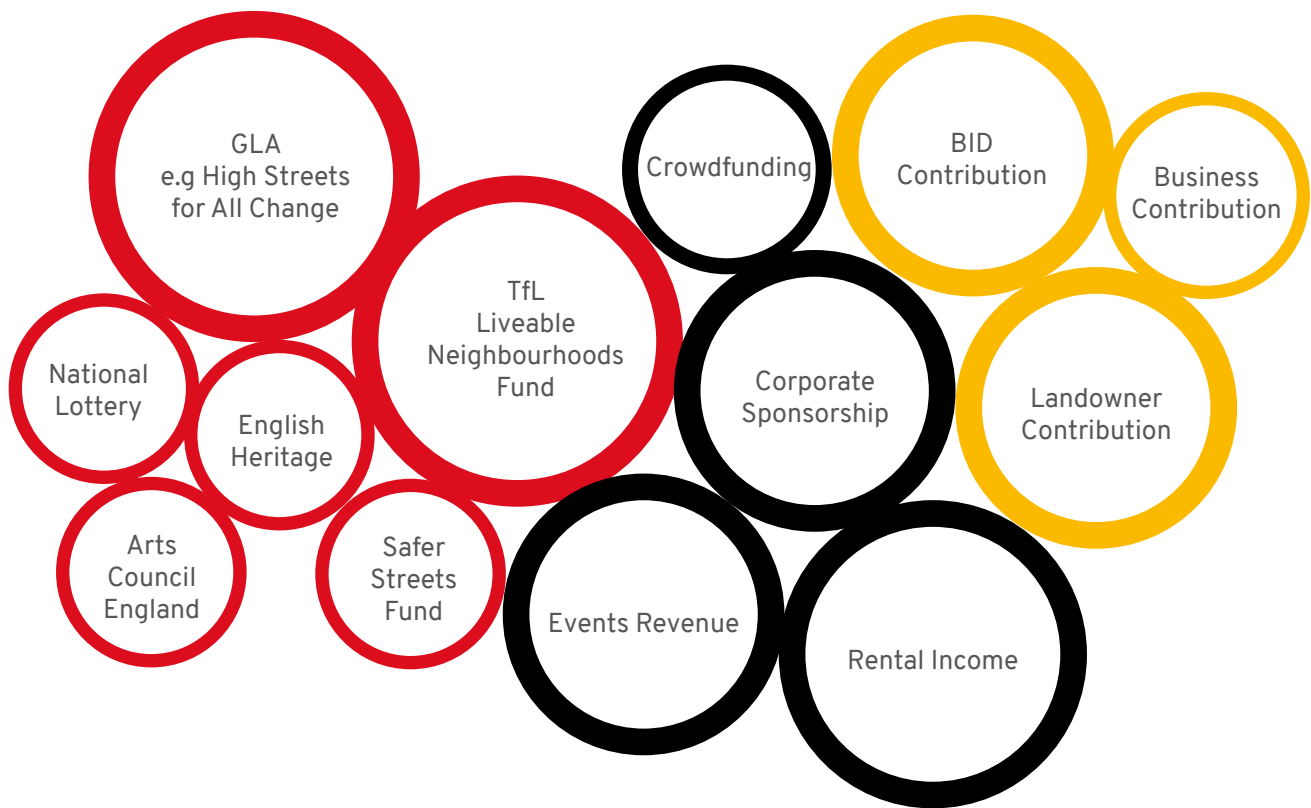 GLA
e.g High Streets
for All Change
TfL
Liveable
Neighbourhoods
Fund
National
Lottery
English
Heritage
Arts
Council
England
Safer
Streets
Fund
Crowdfunding
Corporate
Sponsorship
Events Revenue
Rental Income
BID
Contribution
Business
Contribution
Landowner
Contribution